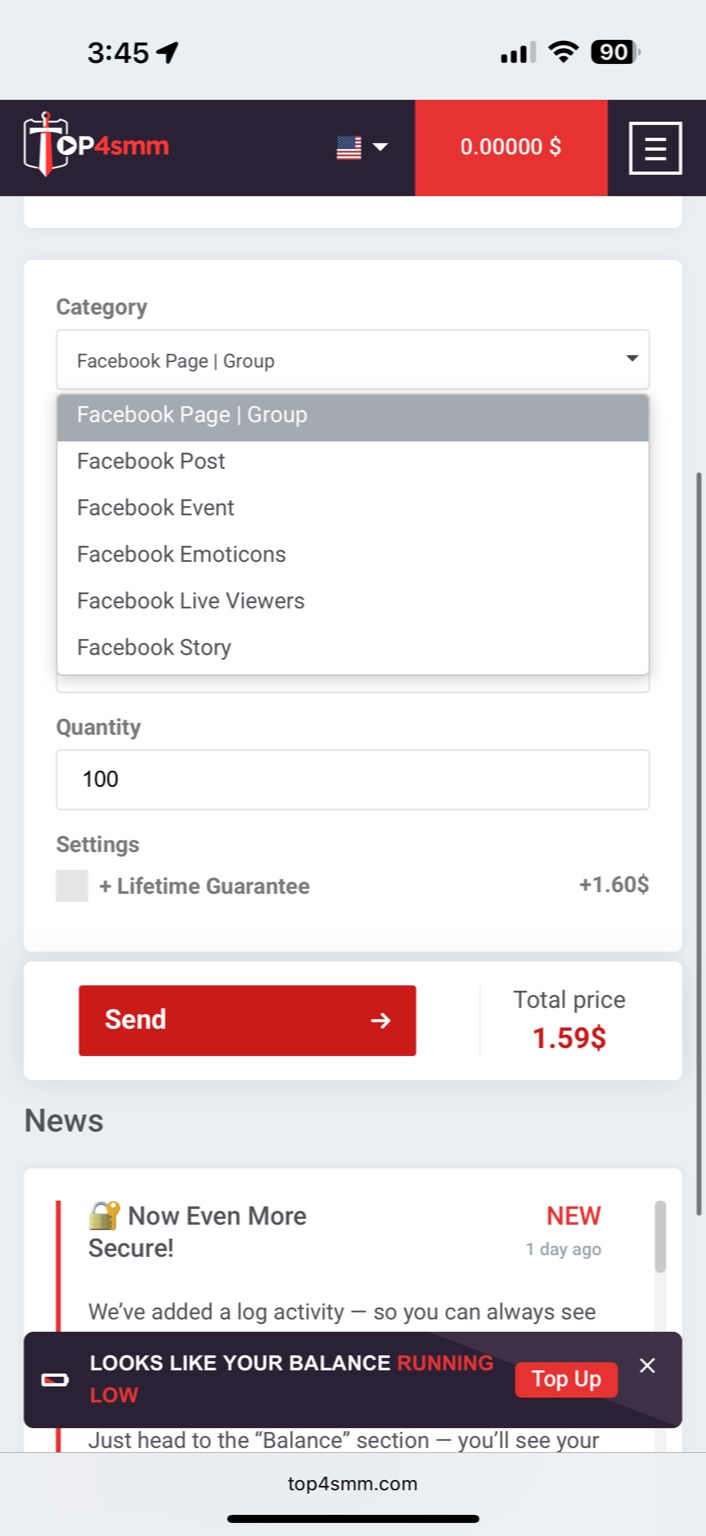 3:45
90
TOP4smm
0.00000 $
Category
Facebook Page | Group
Facebook Page | Group
Facebook Post
Facebook Event
Facebook Emoticons
Facebook Live Viewers
Facebook Story
Quantity
100
Settings
+ Lifetime Guarantee +1.60$
Send
Total price
1.59$
News
🔐 Now Even More
Secure!
NEW
1 day ago
We’ve added a log activity — so you can always see
LOOKS LIKE YOUR BALANCE RUNNING
LOW
Top Up
Just head to the “Balance” section — you’ll see your
top4smm.com